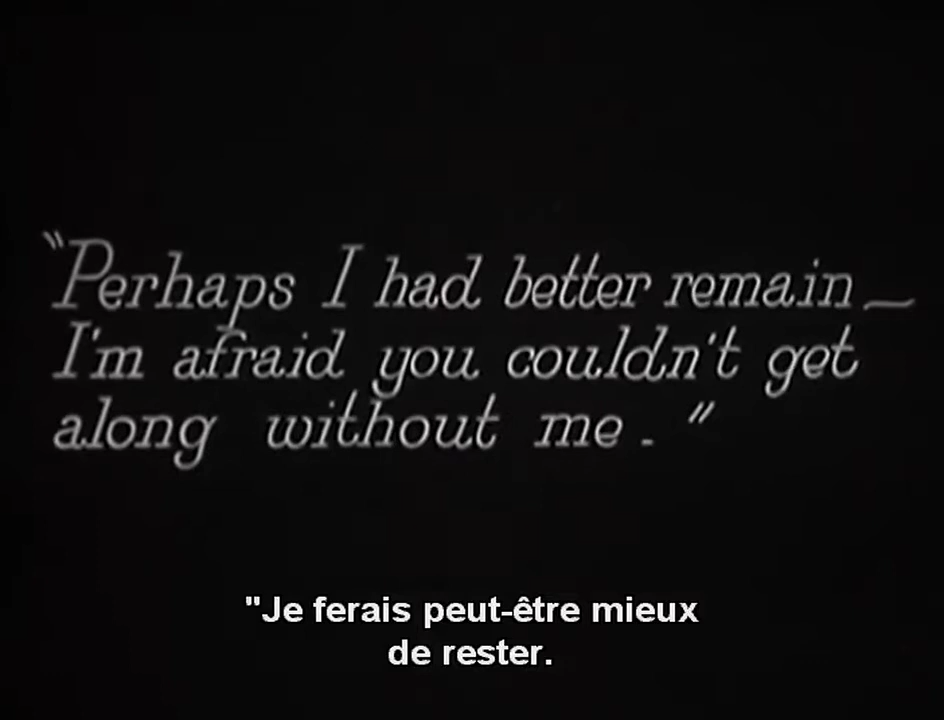 "Perhaps I had better remain —
I'm afraid you couldn't get
along without me."
"Je ferais peut-être mieux
de rester.